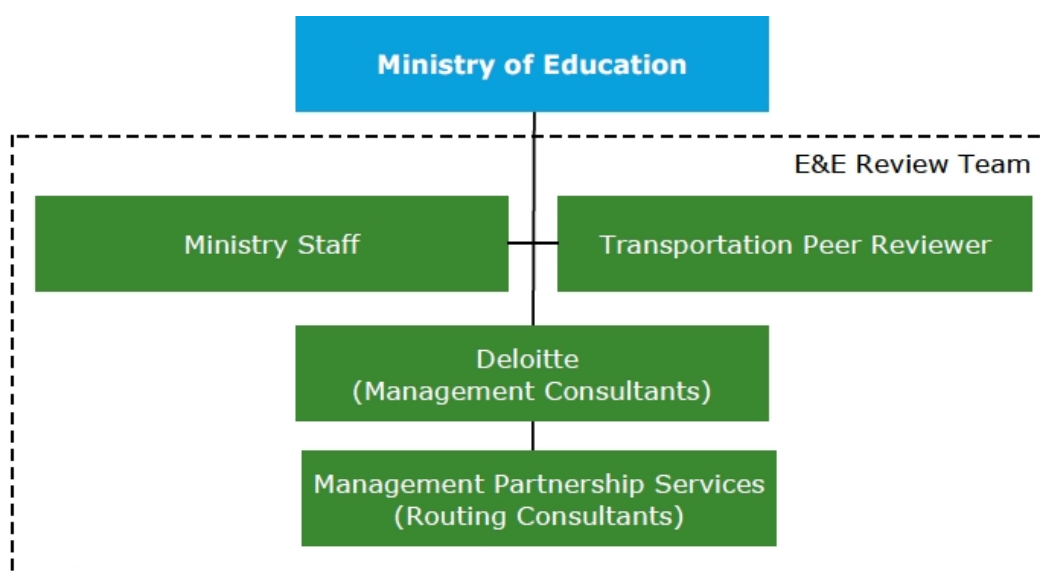 Ministry of Education
E&E Review Team
Ministry Staff
Transportation Peer Reviewer
Deloitte
(Management Consultants)
Management Partnership Services
(Routing Consultants)